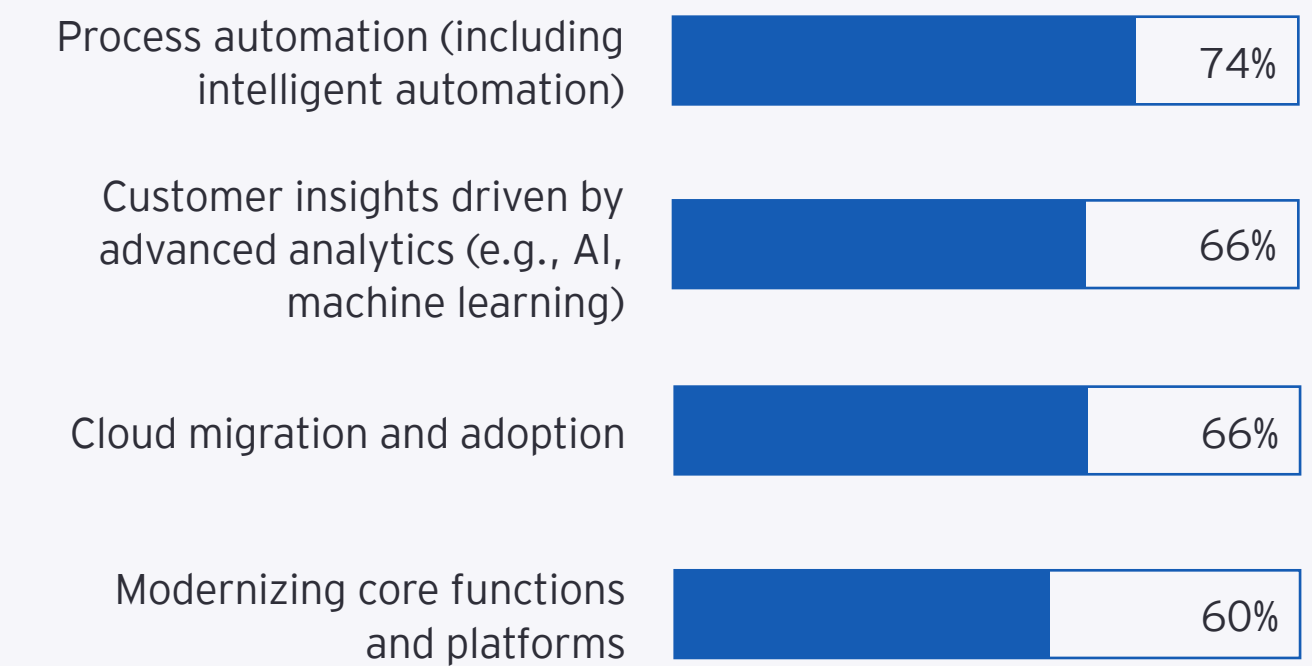 Process automation (including
intelligent automation)
74%
Customer insights driven by
advanced analytics (e.g., AI,
machine learning)
66%
Cloud migration and adoption
66%
Modernizing core functions
and platforms
60%